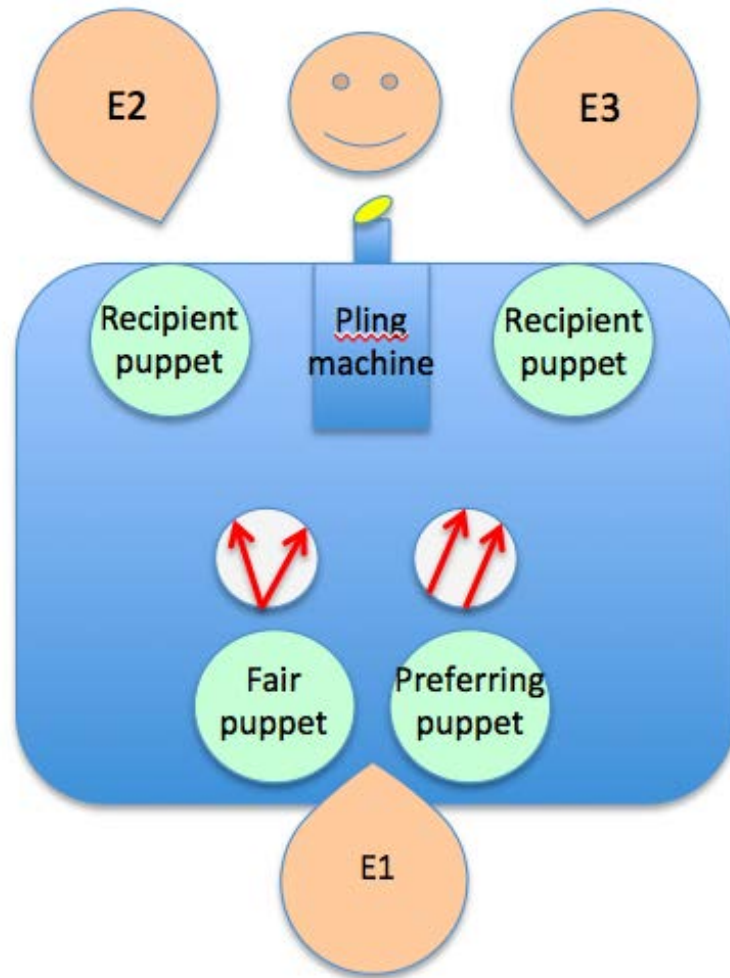 E2
E3
Recipient
puppet
Pling
machine
Recipient
puppet
Fair
puppet
Preferring
puppet
E1